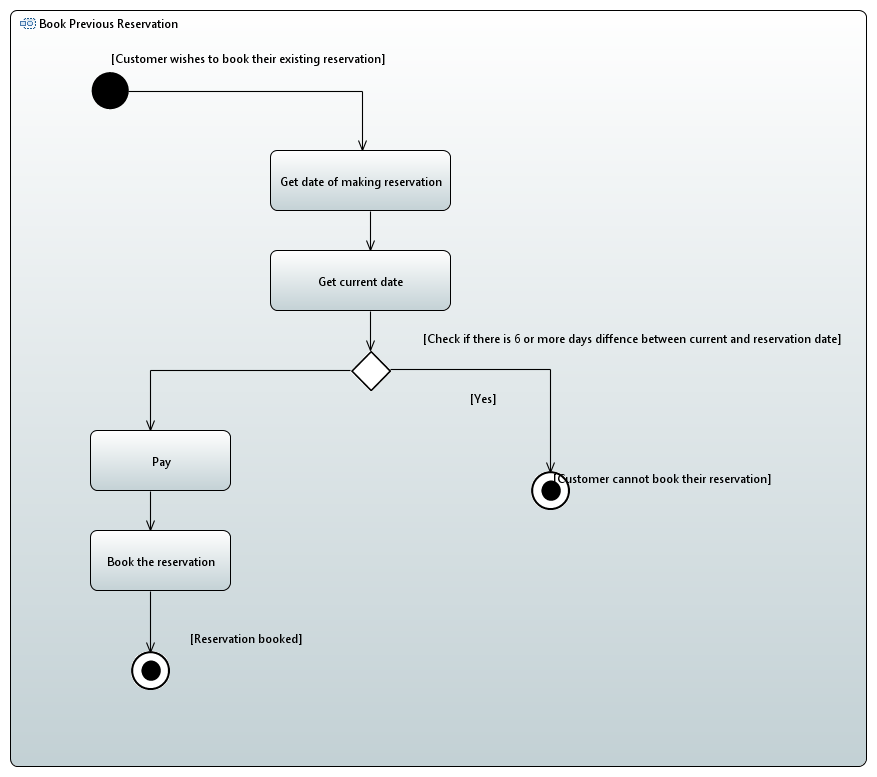 Book Previous Reservation
[Customer wishes to book their existing reservation]
Get date of making reservation
Get current date
[Check if there is 6 or more days diffence between current and reservation date]
[Yes]
Pay
[Customer cannot book their reservation]
Book the reservation
[Reservation booked]